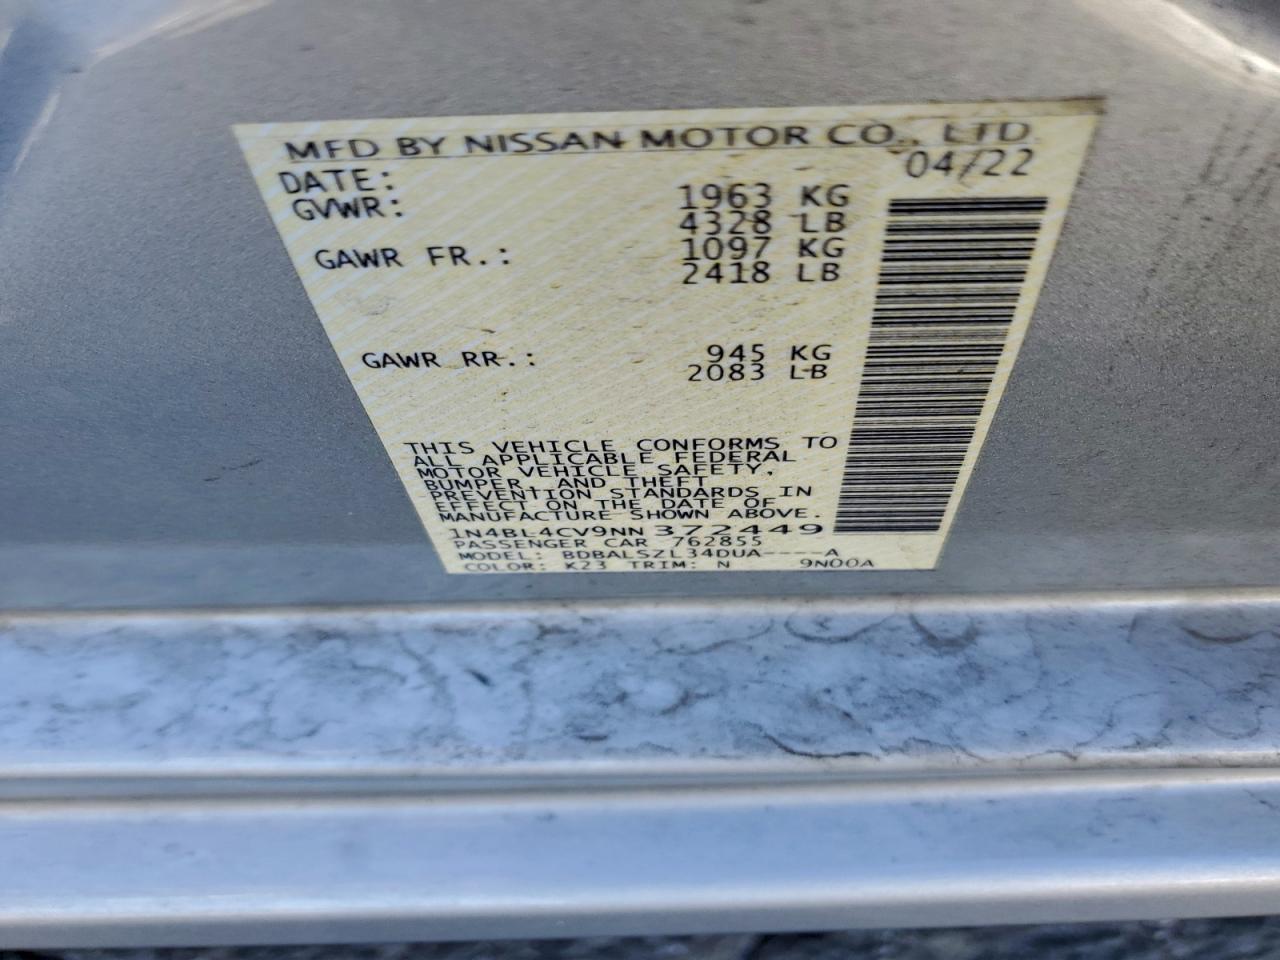 MFD BY NISSAN MOTOR CO., LTD.
DATE: 04/22
GVWR: 1963 KG
4328 LB
GAWR FR.: 1097 KG
2418 LB
GAWR RR.: 945 KG
2083 LB
THIS VEHICLE CONFORMS TO
ALL APPLICABLE FEDERAL
MOTOR VEHICLE SAFETY,
BUMPER, AND THEFT
PREVENTION STANDARDS IN
EFFECT ON THE DATE OF
MANUFACTURE SHOWN ABOVE.
1N4BL4CV9NN372449
PASSENGER CAR 762855
MODEL: BDBALSZL34DUA----A
COLOR: K23 TRIM: N 9N00A